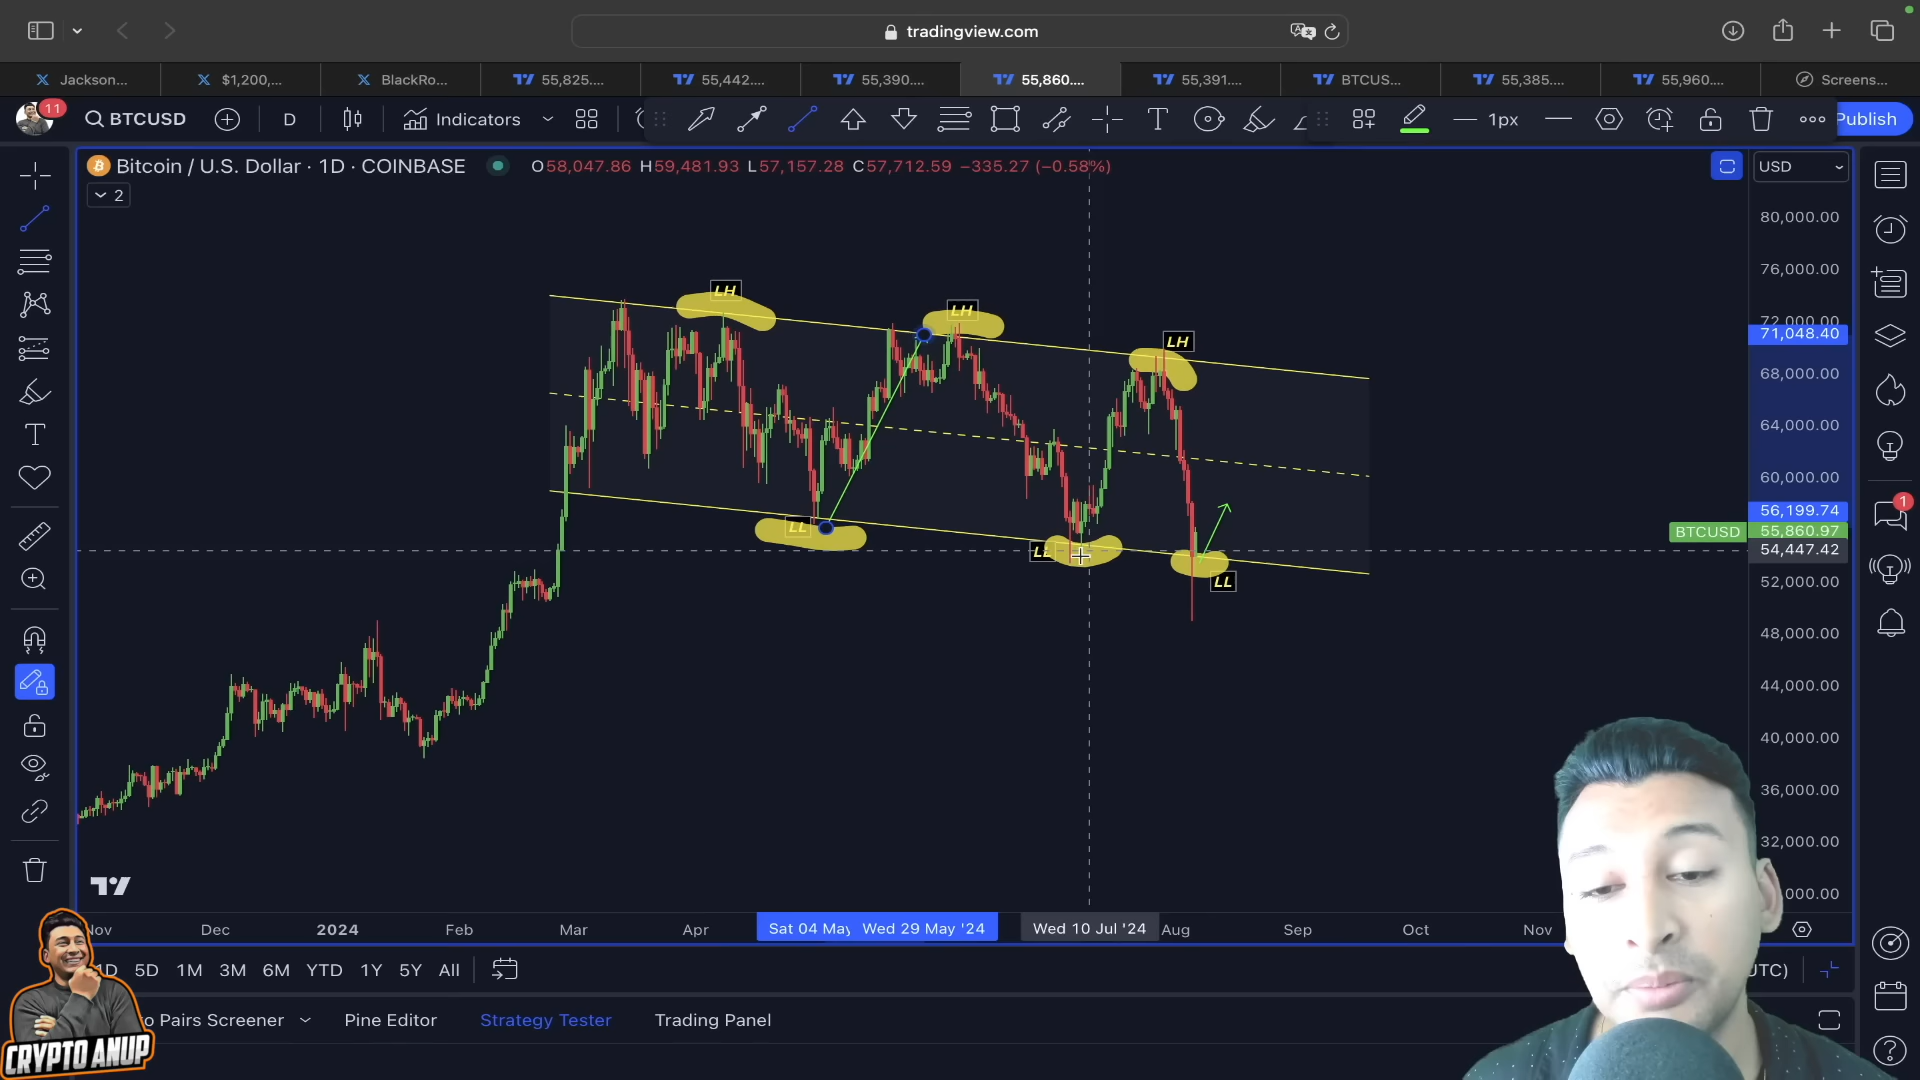 tradingview.com
Jackson...
$1,200,...
BlackRo...
55,825....
55,442....
55,390....
55,860....
55,391....
BTCUS...
55,385....
55,960....
Screens...
11
BTCUSD
D
Indicators
T
1px
Publish
Bitcoin / U.S. Dollar · 1D · COINBASE
O58,047.86 H59,481.93 L57,157.28 C57,712.59 −335.27 (−0.58%)
USD
2
80,000.00
76,000.00
72,000.00
71,048.40
68,000.00
64,000.00
60,000.00
56,199.74
BTCUSD 55,860.97
54,447.42
52,000.00
48,000.00
44,000.00
40,000.00
36,000.00
32,000.00
000.00
LH
LH
LH
LL
LL
LL
1
Nov
Dec
2024
Feb
Mar
Apr
Sat 04 May
Wed 29 May '24
Wed 10 Jul '24
Aug
Sep
Oct
Nov
1D
5D
1M
3M
6M
YTD
1Y
5Y
All
UTC)
o Pairs Screener
Pine Editor
Strategy Tester
Trading Panel
CRYPTO ANUP